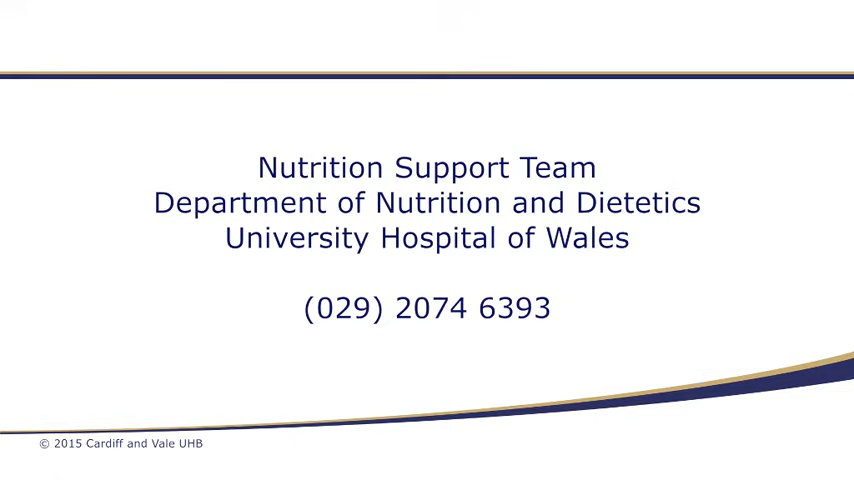 Nutrition Support Team
Department of Nutrition and Dietetics
University Hospital of Wales
(029) 2074 6393
© 2015 Cardiff and Vale UHB